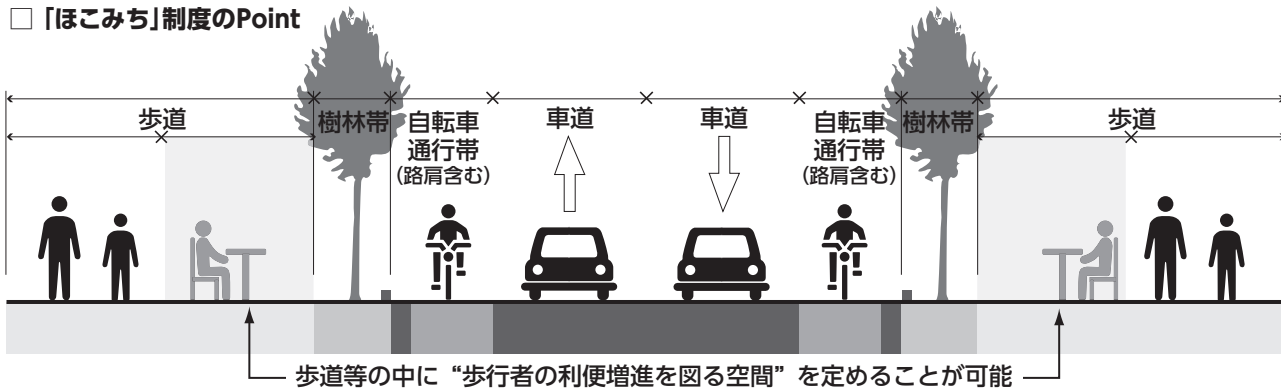 □「ほこみち」制度のPoint
歩道
樹林帯
自転車
通行帯
（路肩含む）
車道
車道
自転車
通行帯
（路肩含む）
樹林帯
歩道
歩道等の中に“歩行者の利便増進を図る空間”を定めることが可能